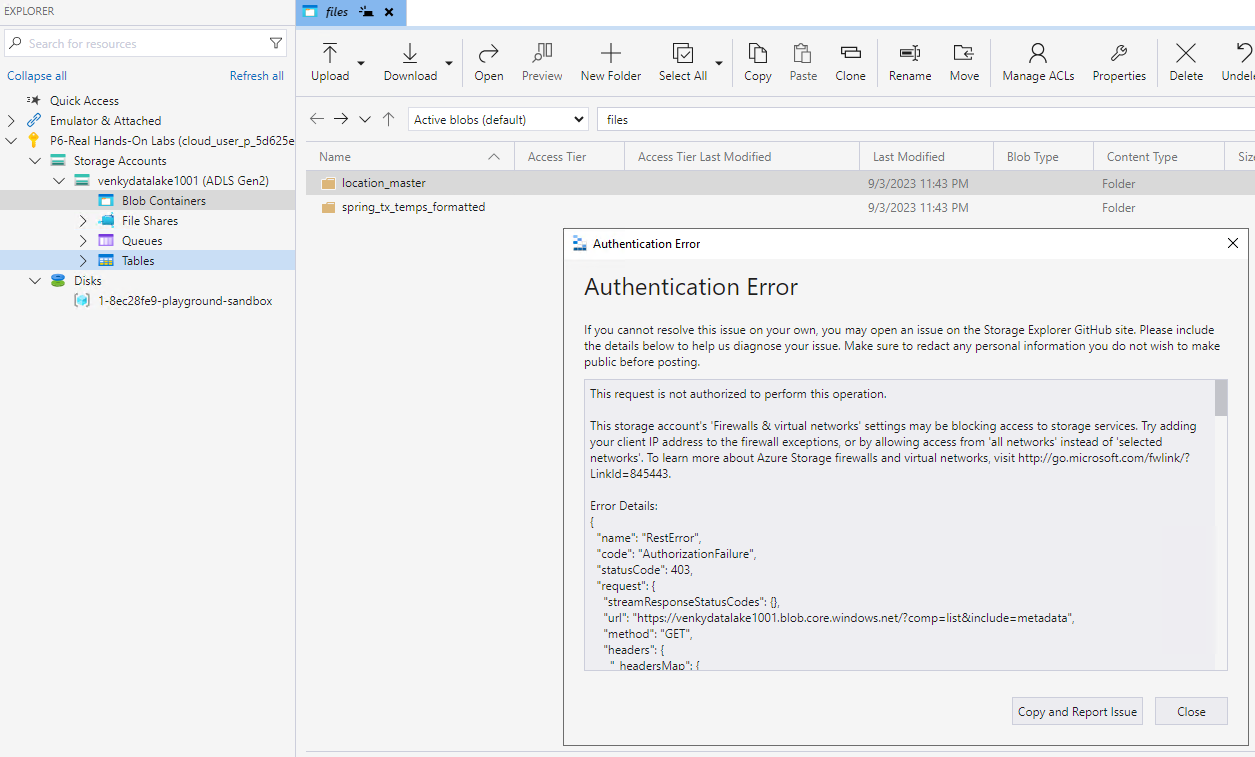 EXPLORER
Search for resources
Collapse all
Refresh all
Quick Access
Emulator & Attached
P6-Real Hands-On Labs (cloud_user_p_5d625e
Storage Accounts
venkydatalake1001 (ADLS Gen2)
Blob Containers
File Shares
Queues
Tables
Disks
1-8ec28fe9-playground-sandbox
files
Upload
Download
Open
Preview
New Folder
Select All
Copy
Paste
Clone
Rename
Move
Manage ACLs
Properties
Delete
Undele
Active blobs (default)
files
Name
Access Tier
Access Tier Last Modified
Last Modified
Blob Type
Content Type
Size
location_master
9/3/2023 11:43 PM
Folder
spring_tx_temps_formatted
9/3/2023 11:43 PM
Folder
Authentication Error
Authentication Error
If you cannot resolve this issue on your own, you may open an issue on the Storage Explorer GitHub site. Please include
the details below to help us diagnose your issue. Make sure to redact any personal information you do not wish to make
public before posting.
This request is not authorized to perform this operation.
This storage account's 'Firewalls & virtual networks' settings may be blocking access to storage services. Try adding
your client IP address to the firewall exceptions, or by allowing access from 'all networks' instead of 'selected
networks'. To learn more about Azure Storage firewalls and virtual networks, visit http://go.microsoft.com/fwlink/?
LinkId=845443.
Error Details:
{
"name": "RestError",
"code": "AuthorizationFailure",
"statusCode": 403,
"request": {
"streamResponseStatusCodes": {},
"url": "https://venkydatalake1001.blob.core.windows.net/?comp=list&include=metadata",
"method": "GET",
"headers": {
"_headersMap": {
Copy and Report Issue
Close